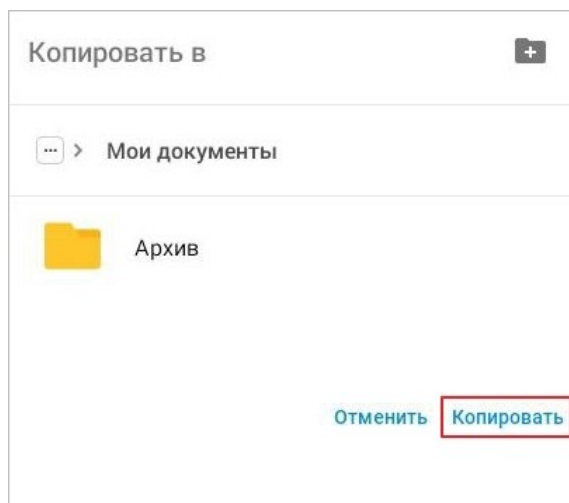 Копировать в
... > Мои документы
Архив
Отменить Копировать